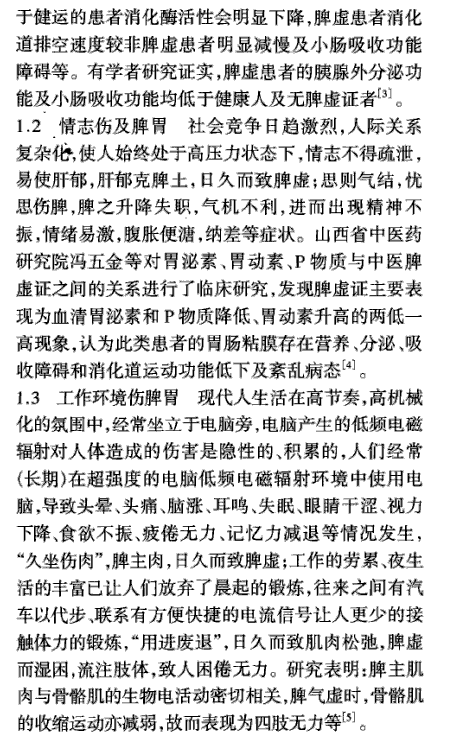 于健运的患者消化酶活性会明显下降,脾虚患者消化
道排空速度较非脾虚患者明显减慢及小肠吸收功能
障碍等。有学者研究证实,脾虚患者的胰腺外分泌功
能及小肠吸收功能均低于健康人及无脾虚证者[3]。
1.2 情志伤及脾胃 社会竞争日趋激烈,人际关系
复杂化,使人始终处于高压力状态下,情志不得疏泄,
易使肝郁,肝郁克脾土,日久而致脾虚;思则气结,忧
思伤脾,脾之升降失职,气机不利,进而出现精神不
振,情绪易激,腹胀便溏,纳差等症状。山西省中医药
研究院冯五金等对胃泌素、胃动素、P物质与中医脾
虚证之间的关系进行了临床研究,发现脾虚证主要表
现为血清胃泌素和P物质降低、胃动素升高的两低一
高现象,认为此类患者的胃肠粘膜存在营养、分泌、吸
收障碍和消化道运动功能低下及紊乱病态[4]。
1.3 工作环境伤脾胃 现代人生活在高节奏,高机械
化的氛围中,经常坐立于电脑旁,电脑产生的低频电磁
辐射对人体造成的伤害是隐性的、积累的,人们经常
(长期)在超强度的电脑低频电磁辐射环境中使用电
脑,导致头晕、头痛、脑涨、耳鸣、失眠、眼睛干涩、视力
下降、食欲不振、疲倦无力、记忆力减退等情况发生,
“久坐伤肉”,脾主肉,日久而致脾虚;工作的劳累、夜生
活的丰富已让人们放弃了晨起的锻炼,往来之间有汽
车以代步、联系有方便快捷的电流信号让人更少的接
触体力的锻炼,“用进废退”,日久而致肌肉松弛,脾虚
而湿困,流注肢体,致人困倦无力。研究表明:脾主肌
肉与骨骼肌的生物电活动密切相关,脾气虚时,骨骼肌
的收缩运动亦减弱,故而表现为四肢无力等[5]。